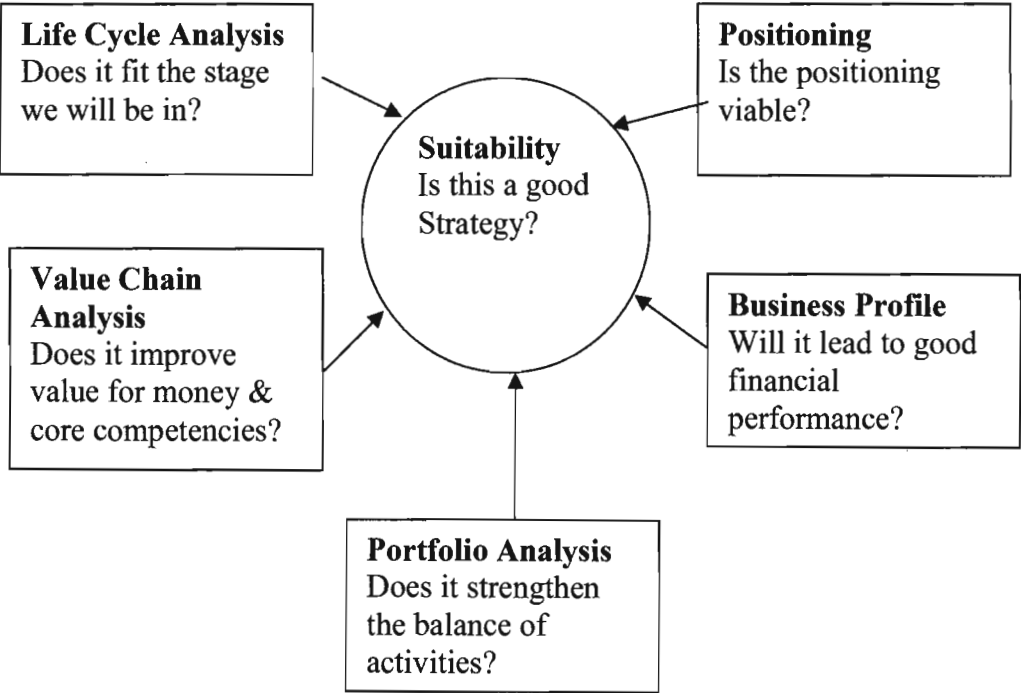 Life Cycle Analysis
Does it fit the stage
we will be in?
Positioning
Is the positioning
viable?
Suitability
Is this a good
Strategy?
Value Chain
Analysis
Does it improve
value for money &
core competencies?
Business Profile
Will it lead to good
financial
performance?
Portfolio Analysis
Does it strengthen
the balance of
activities?